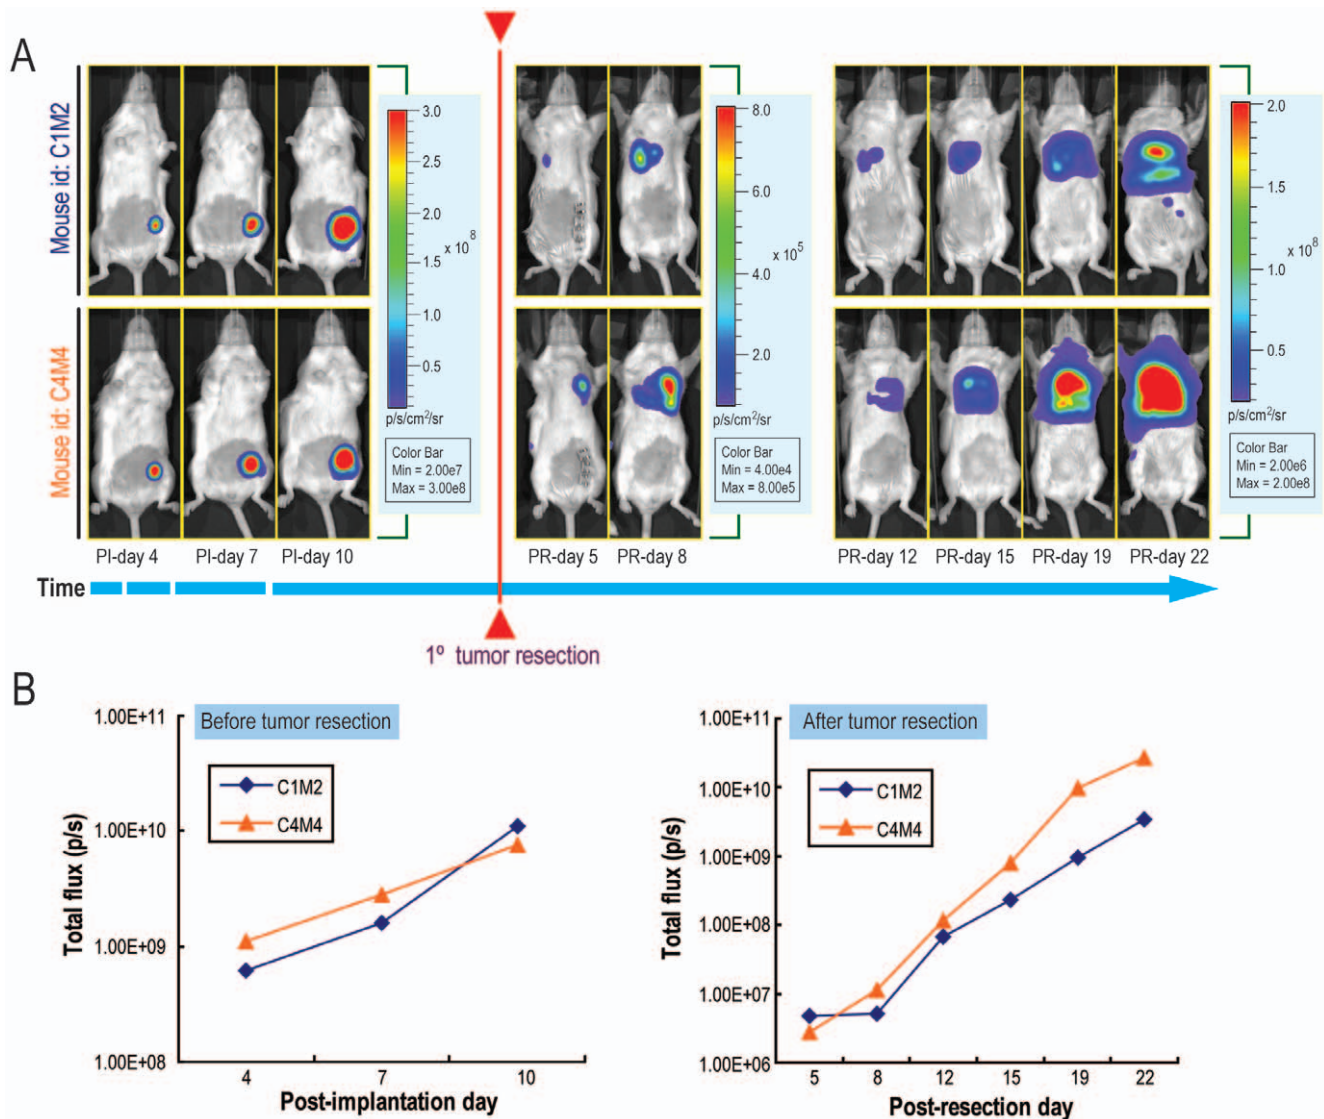 A
Mouse id: C1M2
3.0
2.5
2.0
x 10⁸
1.5
1.0
0.5
p/s/cm²/sr
Color Bar
Min = 2.00e7
Max = 3.00e8
8.0
6.0
x 10⁵
4.0
2.0
p/s/cm²/sr
Color Bar
Min = 4.00e4
Max = 8.00e5
2.0
1.5
x 10⁸
1.0
0.5
p/s/cm²/sr
Color Bar
Min = 2.00e6
Max = 2.00e8
Mouse id: C4M4
PI-day 4 PI-day 7 PI-day 10 PR-day 5 PR-day 8 PR-day 12 PR-day 15 PR-day 19 PR-day 22
Time
1º tumor resection
B
Before tumor resection
C1M2
C4M4
Total flux (p/s)
1.00E+11
1.00E+10
1.00E+09
1.00E+08
4 7 10
Post-implantation day
After tumor resection
C1M2
C4M4
Total flux (p/s)
1.00E+11
1.00E+10
1.00E+09
1.00E+08
1.00E+07
1.00E+06
5 8 12 15 19 22
Post-resection day